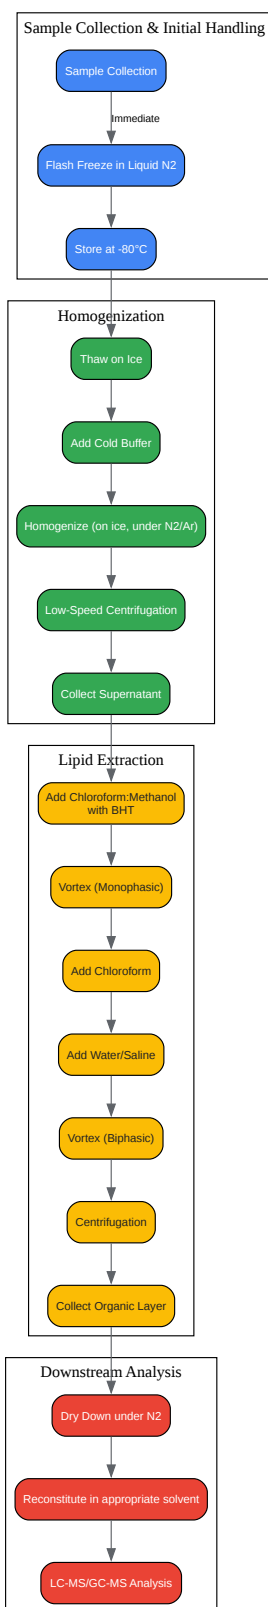 Sample Collection & Initial Handling
Sample Collection
Immediate
Flash Freeze in Liquid N2
Store at -80°C
Homogenization
Thaw on Ice
Add Cold Buffer
Homogenize (on ice, under N2/Ar)
Low-Speed Centrifugation
Collect Supernatant
Lipid Extraction
Add Chloroform:Methanol
with BHT
Vortex (Monophasic)
Add Chloroform
Add Water/Saline
Vortex (Biphasic)
Centrifugation
Collect Organic Layer
Downstream Analysis
Dry Down under N2
Reconstitute in appropriate solvent
LC-MS/GC-MS Analysis